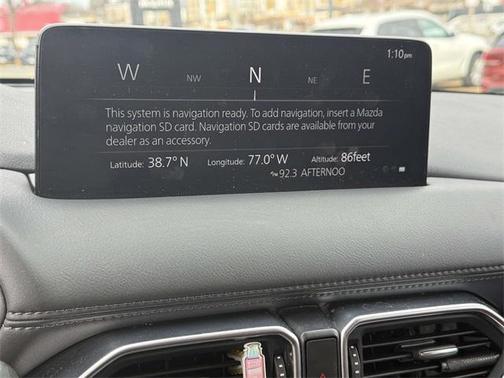 1:10pm
W NW N NE E
This system is navigation ready. To add navigation, insert a Mazda
navigation SD card. Navigation SD cards are available from your
dealer as an accessory.
Latitude: 38.7° N Longitude: 77.0° W Altitude: 86feet
92.3 AFTERNOO